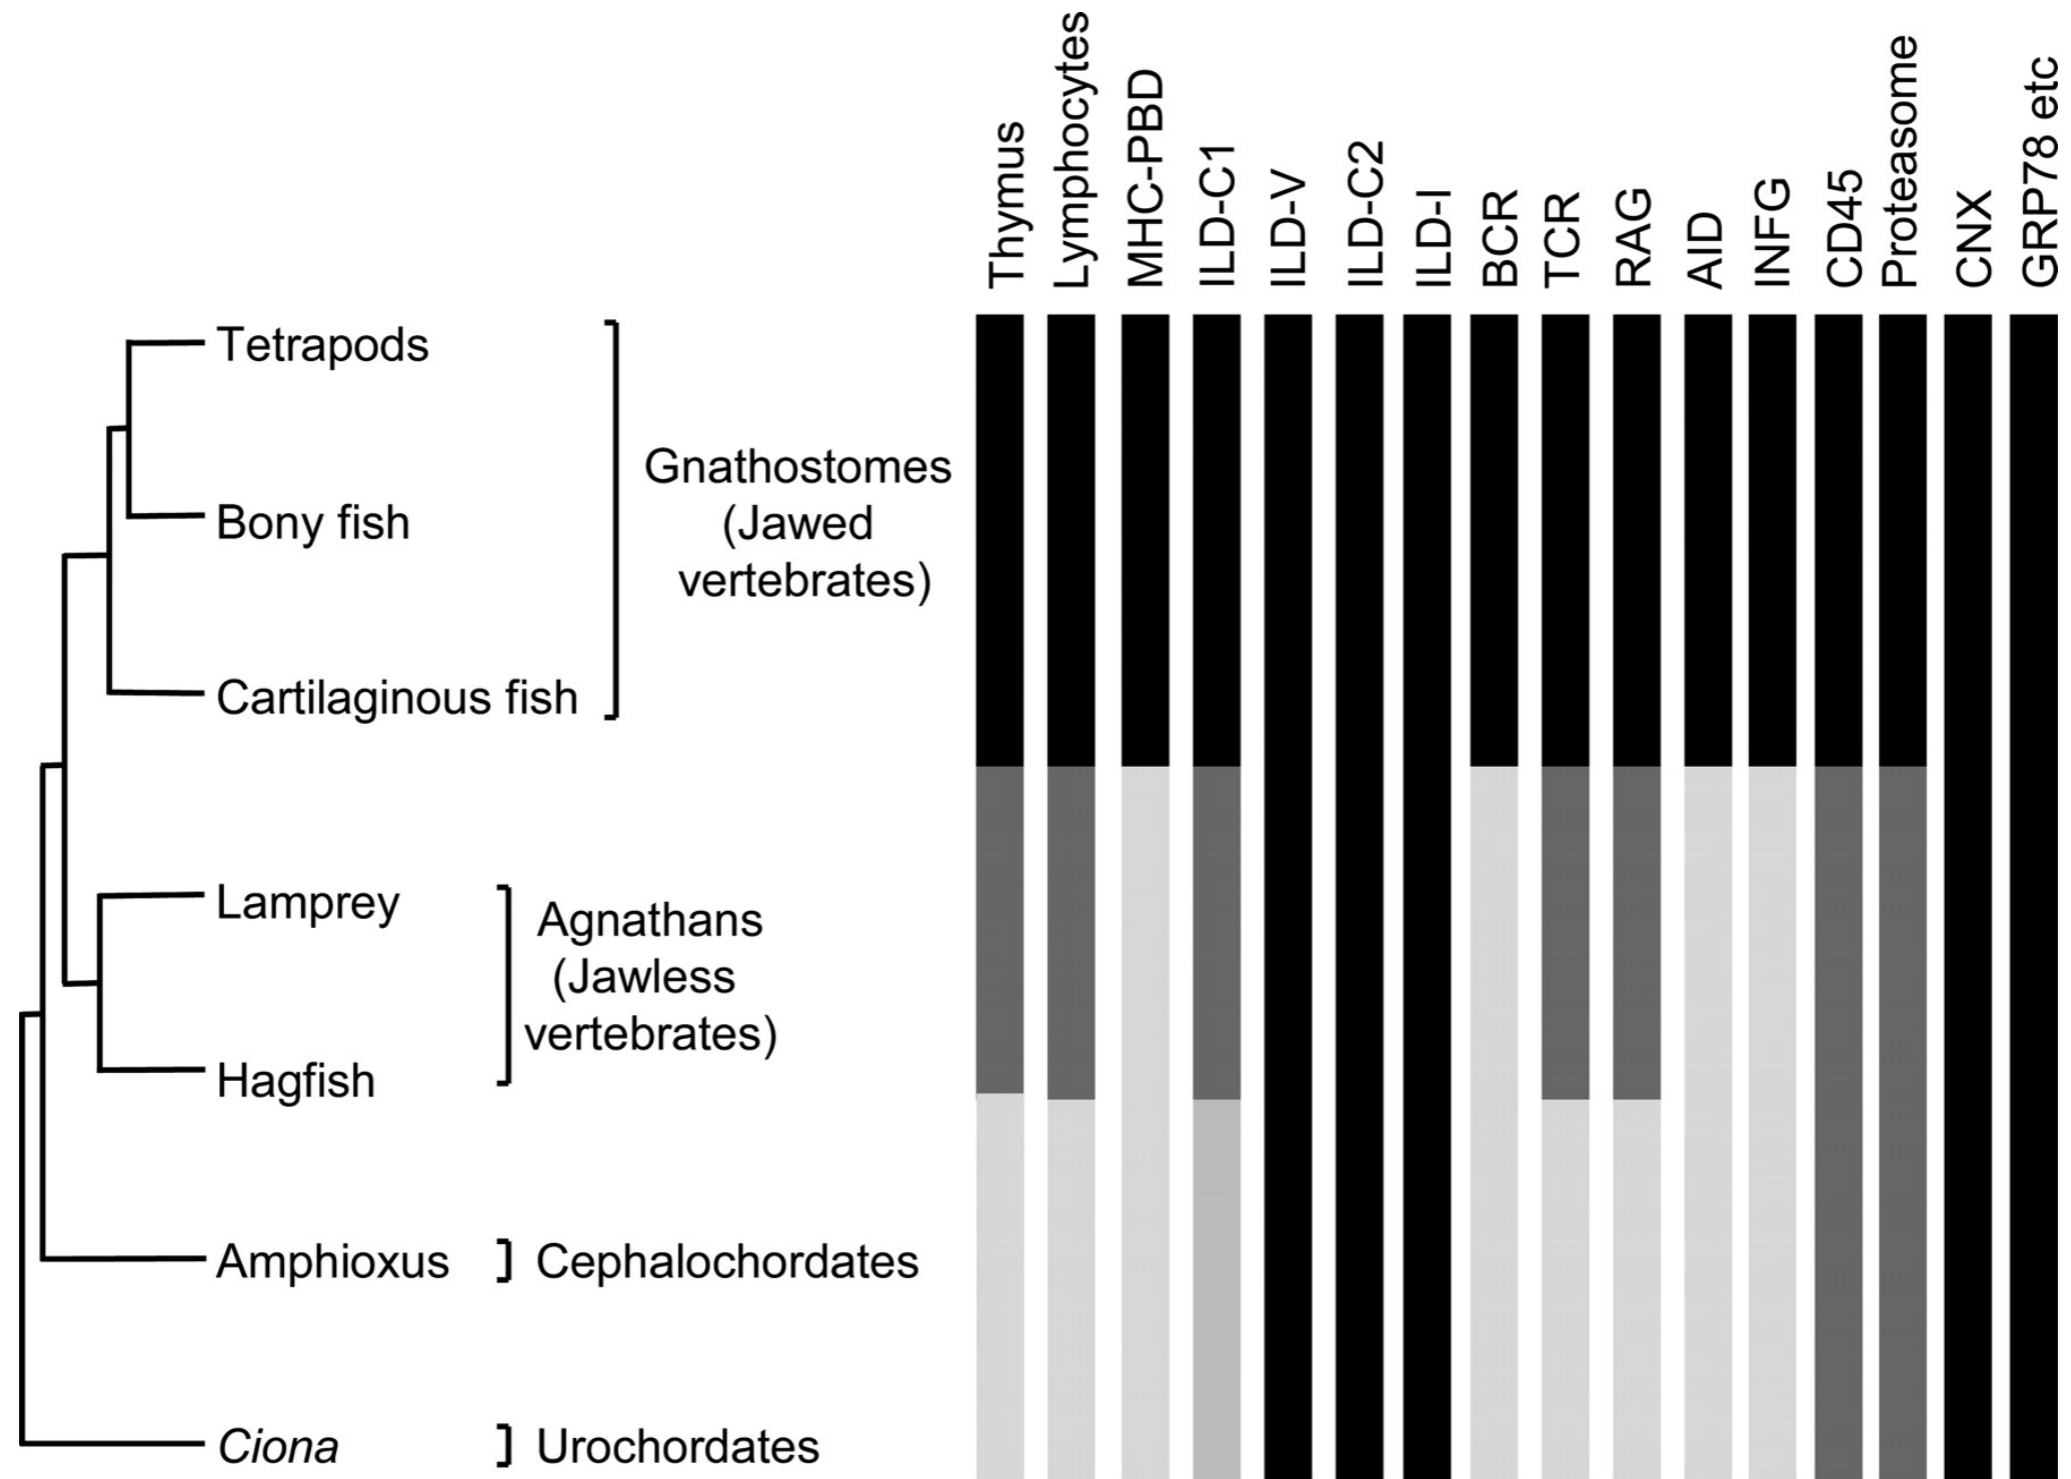 Thymus
Lymphocytes
MHC-PBD
ILD-C1
ILD-V
ILD-C2
ILD-I
BCR
TCR
RAG
AID
INFG
CD45
Proteasome
CNX
GRP78 etc
Tetrapods
Bony fish
Cartilaginous fish
Gnathostomes
(Jawed
vertebrates)
Lamprey
Hagfish
Agnathans
(Jawless
vertebrates)
Amphioxus
Cephalochordates
Ciona
Urochordates